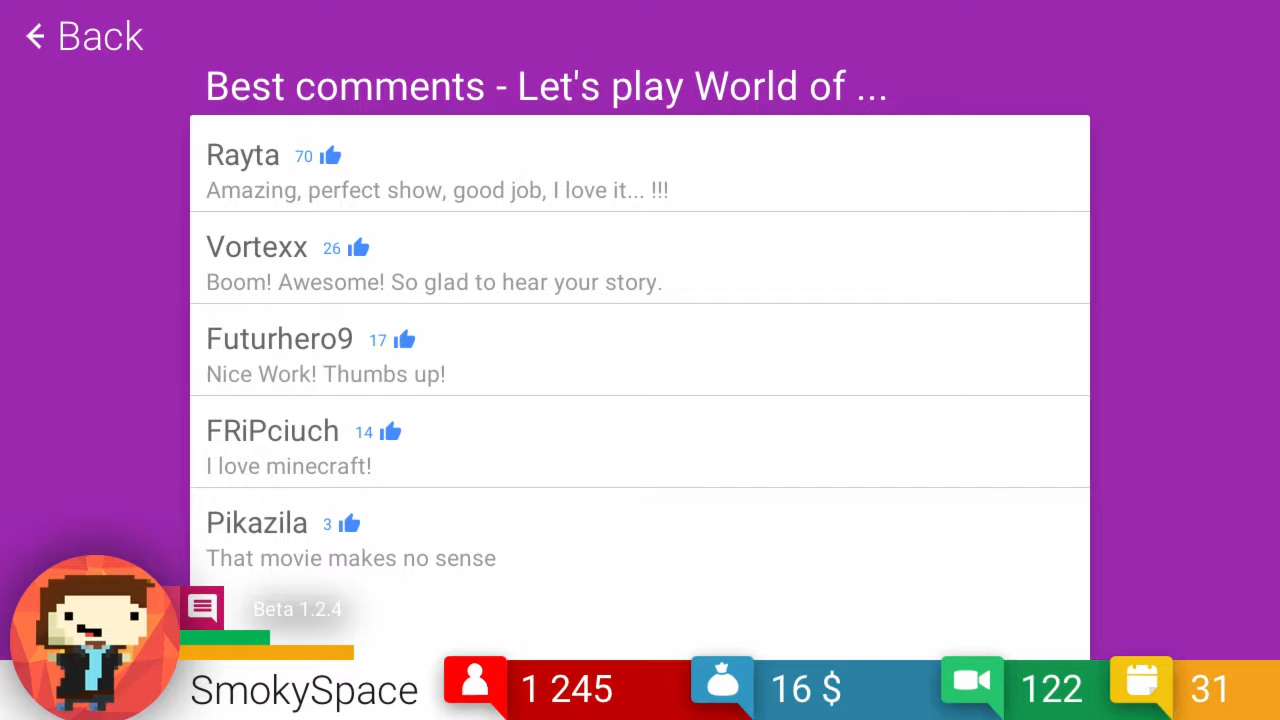 Back
Best comments - Let's play World of ...
Rayta 70
Amazing, perfect show, good job, I love it... !!!
Vortexx 26
Boom! Awesome! So glad to hear your story.
Futurhero9 17
Nice Work! Thumbs up!
FRiPciuch 14
I love minecraft!
Pikazila 3
That movie makes no sense
Beta 1.2.4
SmokySpace 1 245 16 $ 122 31